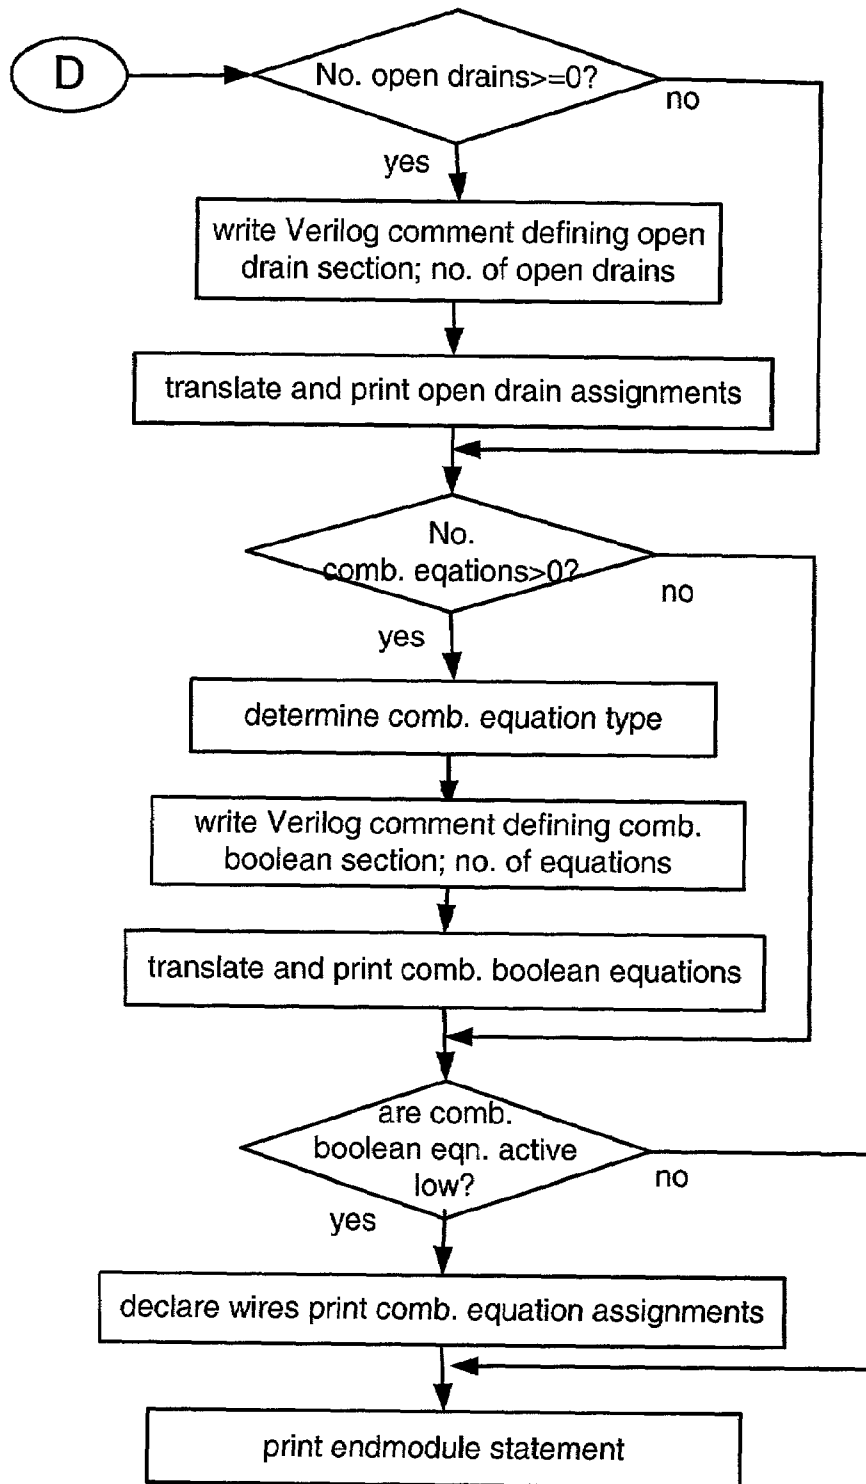 D
No. open drains>=0?
no
yes
write Verilog comment defining open
drain section; no. of open drains
translate and print open drain assignments
No.
comb. eqations>0?
no
yes
determine comb. equation type
write Verilog comment defining comb.
boolean section; no. of equations
translate and print comb. boolean equations
are comb.
boolean eqn. active
low?
no
yes
declare wires print comb. equation assignments
print endmodule statement